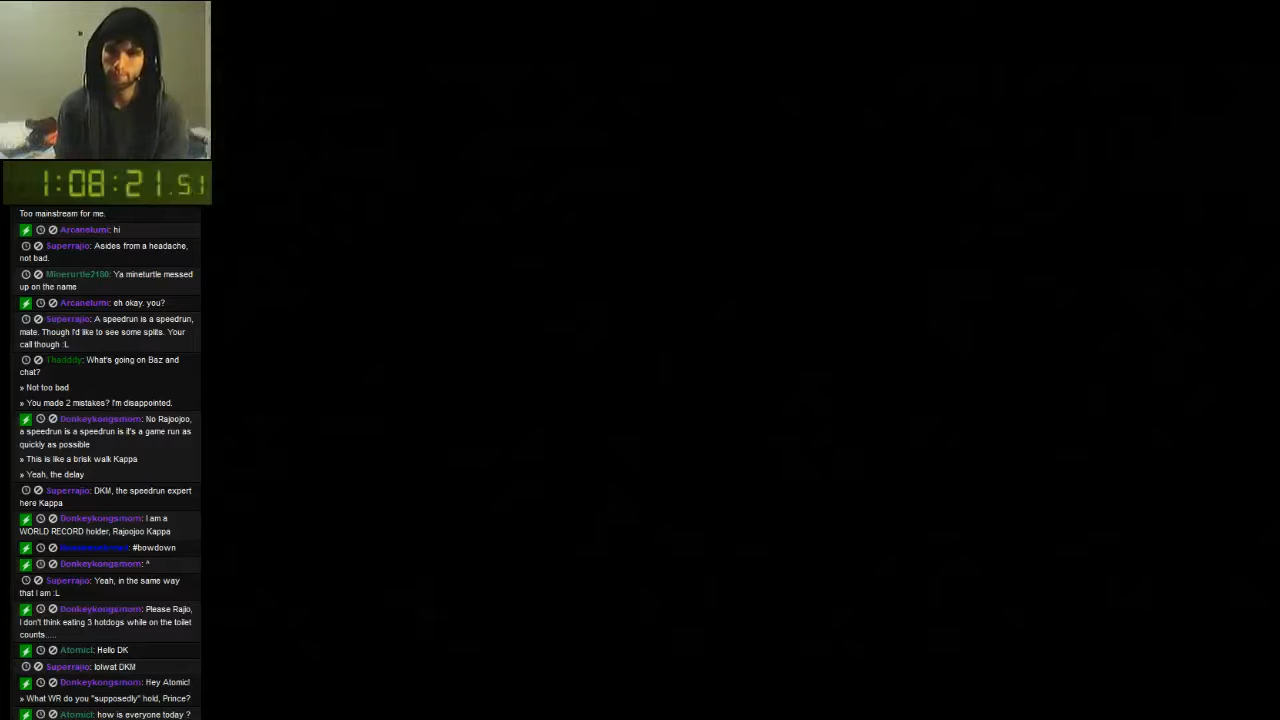 1:08:21.51
Too mainstream for me.
Arcanelumi: hi
Superrajio: Asides from a headache,
not bad.
Mineturtle2180: Ya mineturtle messed
up on the name
Arcanelumi: eh okay. you?
Superrajio: A speedrun is a speedrun,
mate. Though I'd like to see some splits. Your
call though :L
Thadddy: What's going on Baz and
chat?
» Not too bad
» You made 2 mistakes? I'm disappointed.
Donkeykongsmom: No Rajoojoo,
a speedrun is a speedrun is it's a game run as
quickly as possible
» This is like a brisk walk Kappa
» Yeah, the delay
Superrajio: DKM, the speedrun expert
here Kappa
Donkeykongsmom: I am a
WORLD RECORD holder, Rajoojoo Kappa
: #bowdown
Donkeykongsmom: ^
Superrajio: Yeah, in the same way
that I am :L
Donkeykongsmom: Please Rajio,
I don't think eating 3 hotdogs while on the toilet
counts.....
Atomicl: Hello DK
Superrajio: lolwat DKM
Donkeykongsmom: Hey Atomic!
» What WR do you "supposedly" hold, Prince?
Atomicl: how is everyone today ?